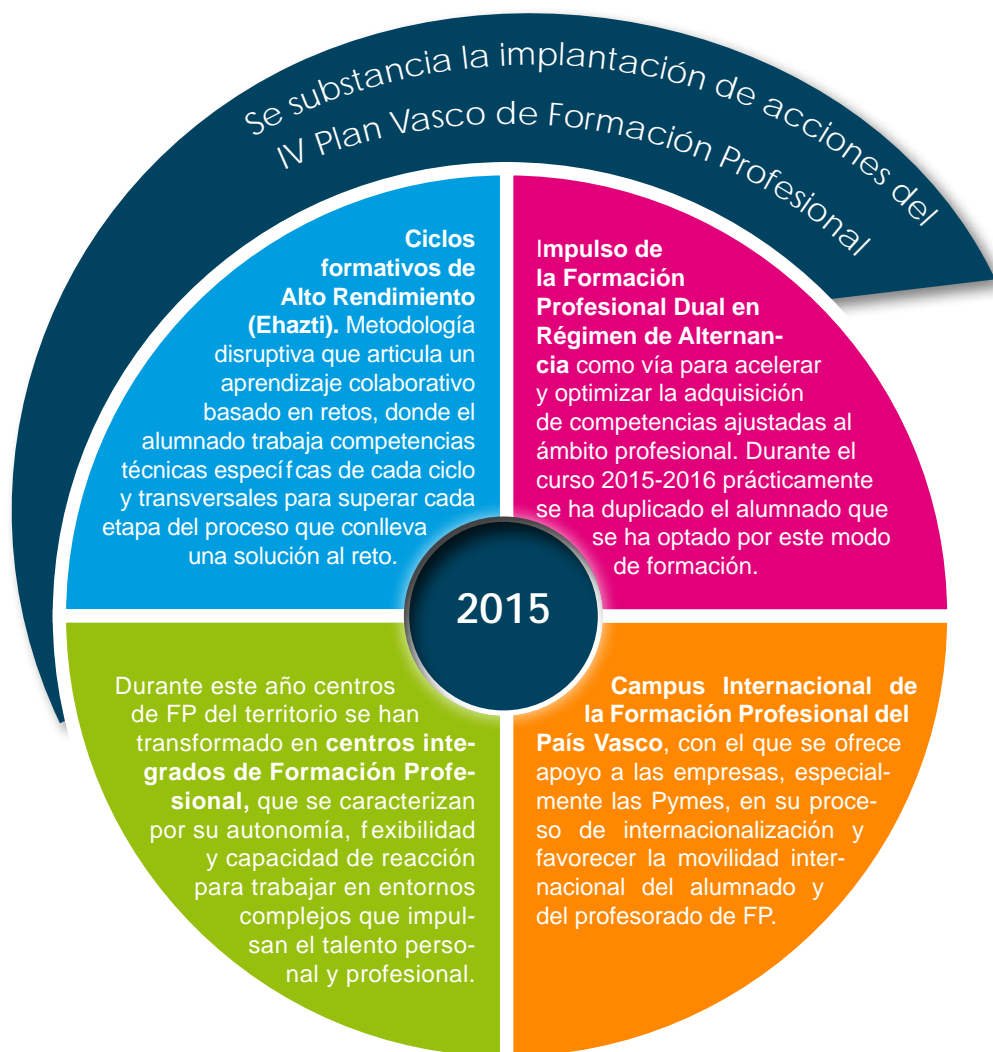 Se substancia la implantación de acciones del
IV Plan Vasco de Formación Profesional
Ciclos
formativos de
Alto Rendimiento
(Ehazti). Metodología
disruptiva que articula un
aprendizaje colaborativo
basado en retos, donde el
alumnado trabaja competencias
técnicas específcas de cada ciclo
y transversales para superar cada
etapa del proceso que conlleva
una solución al reto.
Impulso de
la Formación
Profesional Dual en
Régimen de Alternan-
cia como vía para acelerar
y optimizar la adquisición
de competencias ajustadas al
ámbito profesional. Durante el
curso 2015-2016 prácticamente
se ha duplicado el alumnado que
se ha optado por este modo
de formación.
2015
Durante este año centros
de FP del territorio se han
transformado en centros inte-
grados de Formación Profe-
sional, que se caracterizan
por su autonomía, f exibilidad
y capacidad de reacción
para trabajar en entornos
complejos que impul-
san el talento perso-
nal y profesional.
Campus Internacional de
la Formación Profesional del
País Vasco, con el que se ofrece
apoyo a las empresas, especial-
mente las Pymes, en su proce-
so de internacionalización y
favorecer la movilidad inter-
nacional del alumnado y
del profesorado de FP.